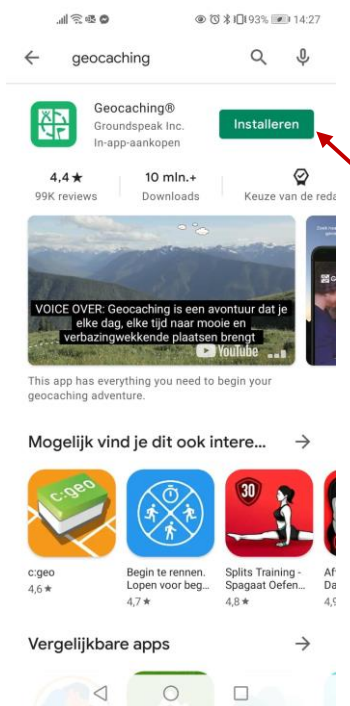 93% 14:27
geocaching
Geocaching®
Groundspeak Inc.
In-app-aankopen
Installeren
4,4★
10 mln.+
99K reviews
Downloads
Keuze van de reda
VOICE OVER: Geocaching is een avontuur dat je
elke dag, elke tijd naar mooie en
verbazingwekkende plaatsen brengt
YouTube
This app has everything you need to begin your
geocaching adventure.
Mogelijk vind je dit ook intere...
c:geo
30
c:geo
4,6★
Begin te rennen.
Lopen voor beg...
4,7★
Splits Training -
Spagaat Oefen...
4,8★
Af
Da
4,9
Vergelijkbare apps